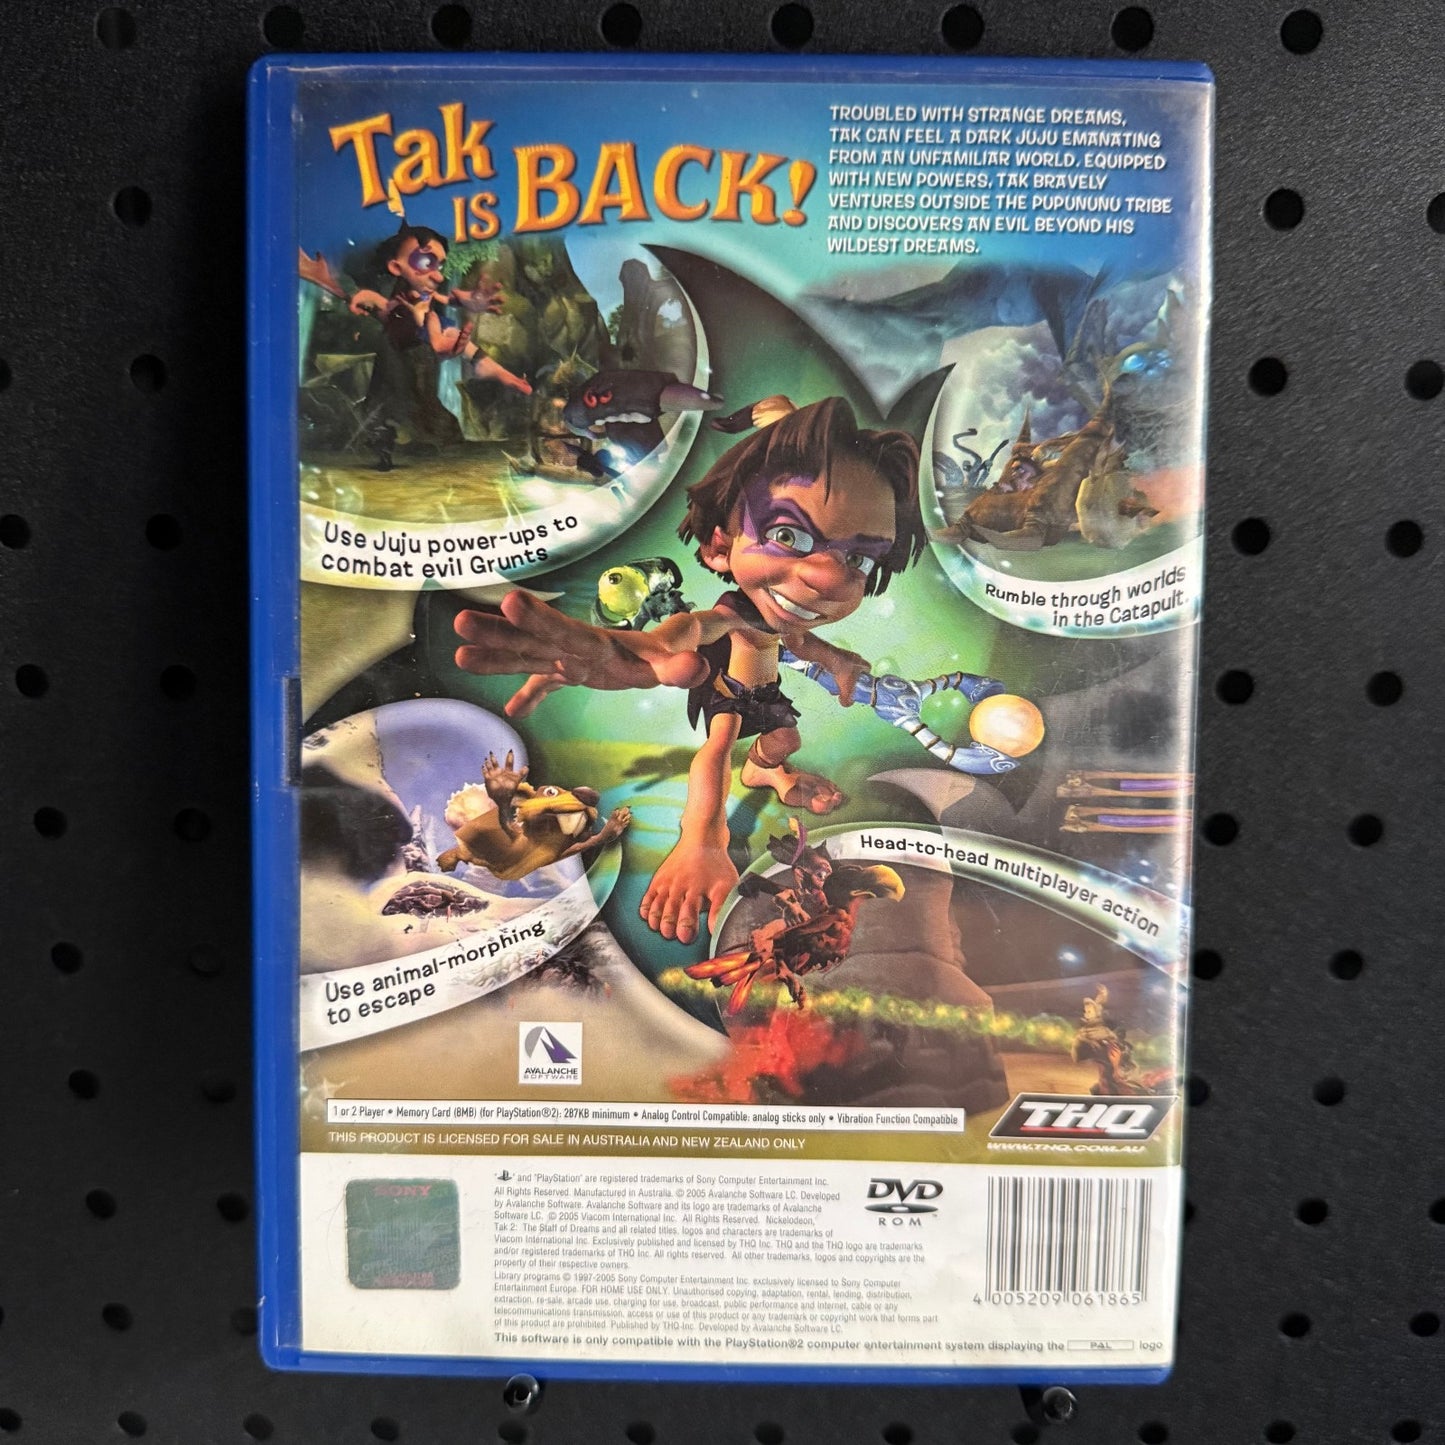 Tak
IS BACK!
TROUBLED WITH STRANGE DREAMS,
TAK CAN FEEL A DARK JUJU EMANATING
FROM AN UNFAMILIAR WORLD. EQUIPPED
WITH NEW POWERS, TAK BRAVELY
VENTURES OUTSIDE THE PUPUNUNU TRIBE
AND DISCOVERS AN EVIL BEYOND HIS
WILDEST DREAMS.
Use Juju power-ups to
combat evil Grunts
Rumble through worlds
in the Catapult.
Head-to-head multiplayer action
Use animal-morphing
to escape
AVALANCHE
SOFTWARE
1 or 2 Player • Memory Card (8MB) (for PlayStation®2): 287KB minimum • Analog Control Compatible: analog sticks only • Vibration Function Compatible
THIS PRODUCT IS LICENSED FOR SALE IN AUSTRALIA AND NEW ZEALAND ONLY
THQ
WWW.THQ.COM.AU
SONY
" " and "PlayStation" are registered trademarks of Sony Computer Entertainment Inc.
All Rights Reserved. Manufactured in Australia. © 2005 Avalanche Software LC. Developed
by Avalanche Software. Avalanche Software and its logo are trademarks of Avalanche
Software LC. © 2005 Viacom International Inc. All Rights Reserved. Nickelodeon,
Tak 2: The Staff of Dreams and all related titles, logos and characters are trademarks of
Viacom International Inc. Exclusively published and licensed by THQ Inc. THQ and the THQ logo are trademarks
and/or registered trademarks of THQ Inc. All rights reserved. All other trademarks, logos and copyrights are the
property of their respective owners.
Library programs © 1997-2005 Sony Computer Entertainment Inc. exclusively licensed to Sony Computer
Entertainment Europe. FOR HOME USE ONLY. Unauthorised copying, adaptation, rental, lending, distribution,
extraction, re-sale, arcade use, charging for use, broadcast, public performance and Internet, cable or any
telecommunications transmission, access or use of this product or any trademark or copyright work that forms part
of this product are prohibited. Published by THQ Inc. Developed by Avalanche Software LC.
This software is only compatible with the PlayStation®2 computer entertainment system displaying the PAL logo
DVD
ROM
4 005209 061865